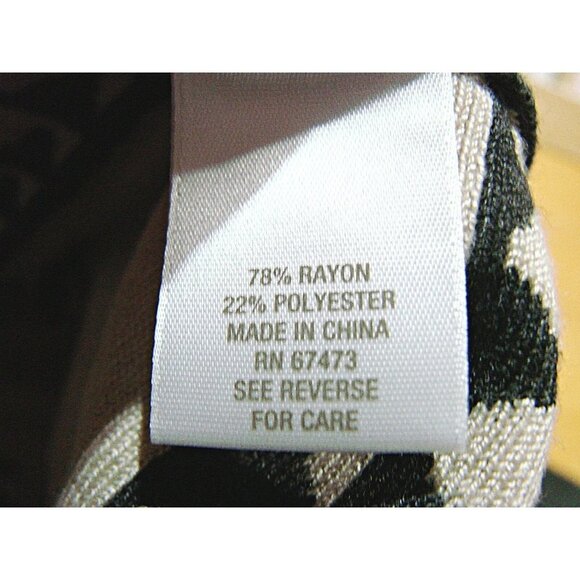 78% RAYON
22% POLYESTER
MADE IN CHINA
RN 67473
SEE REVERSE
FOR CARE